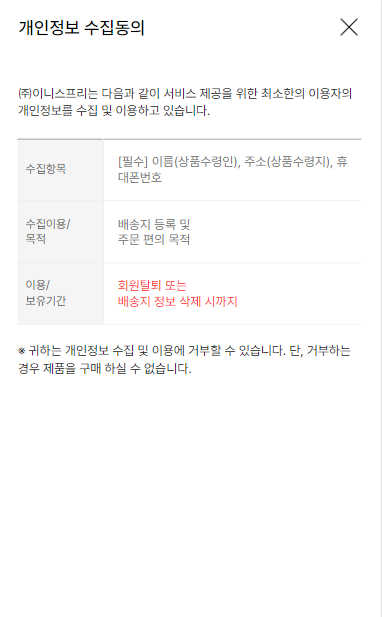 개인정보 수집동의
㈜이니스프리는 다음과 같이 서비스 제공을 위한 최소한의 이용자의
개인정보를 수집 및 이용하고 있습니다.
수집항목
[필수] 이름(상품수령인), 주소(상품수령지), 휴
대폰번호
수집이용/
목적
배송지 등록 및
주문 편의 목적
이용/
보유기간
회원탈퇴 또는
배송지 정보 삭제 시까지
※ 귀하는 개인정보 수집 및 이용에 거부할 수 있습니다. 단, 거부하는
경우 제품을 구매 하실 수 없습니다.